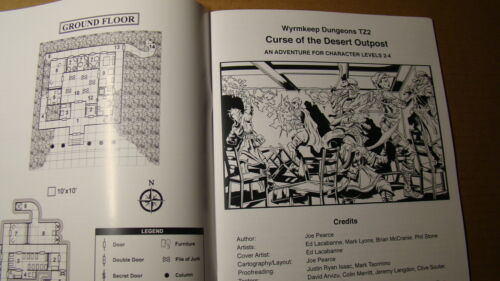 GROUND FLOOR
13
14
10'x10'
N
LEGEND
Door
Furniture
Double Door
Pile of Junk
Secret Door
Column
Wyrmkeep Dungeons TZ2
Curse of the Desert Outpost
AN ADVENTURE FOR CHARACTER LEVELS 2-4
Credits
Author: Joe Pearce
Artists: Ed Lacabanne, Mark Lyons, Brian McCranie, Phil Stone
Cover Artist: Ed Lacabanne
Cartography/Layout: Joe Pearce
Proofreading: Justin Ryan Isaac, Mark Taormino
David Arvizu, Colin Merritt, Jeremy Langdon, Clive Souter,